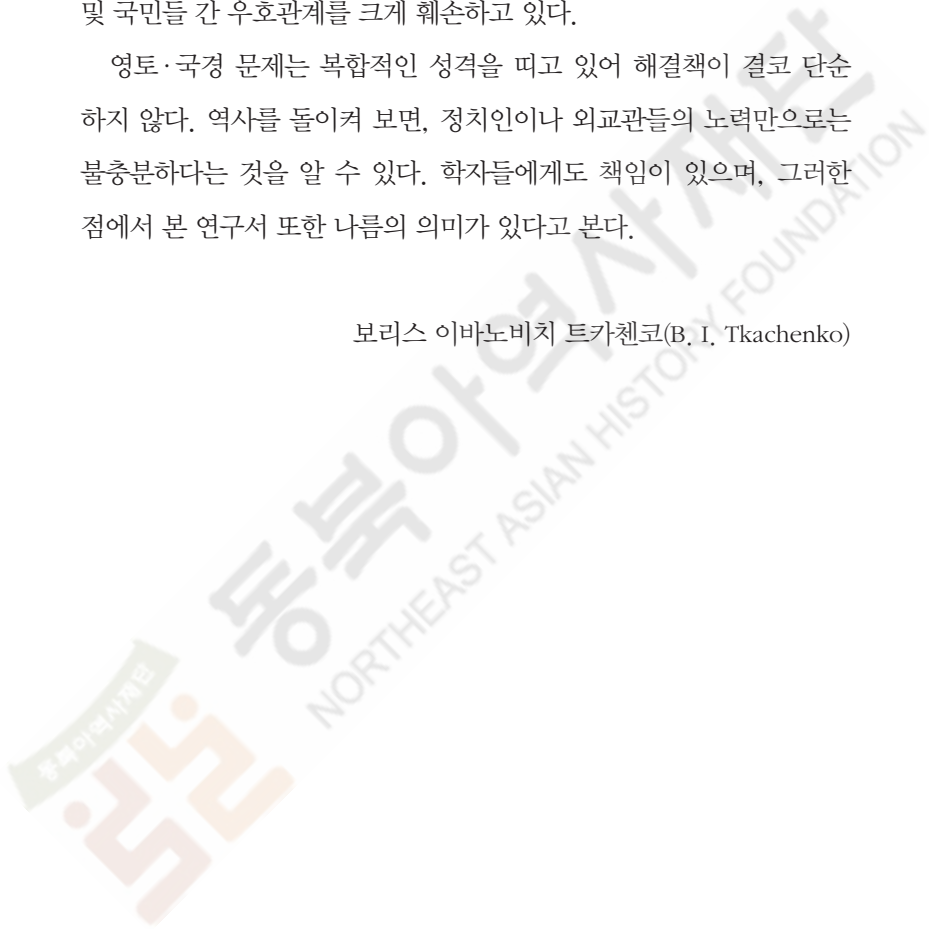 및 국민들 간 우호관계를 크게 훼손하고 있다.
영토·국경 문제는 복합적인 성격을 띠고 있어 해결책이 결코 단순
하지 않다. 역사를 돌이켜 보면, 정치인이나 외교관들의 노력만으로는
불충분하다는 것을 알 수 있다. 학자들에게도 책임이 있으며, 그러한
점에서 본 연구서 또한 나름의 의미가 있다고 본다.
보리스 이바노비치 트카첸코(B. I. Tkachenko)
동북아역사재단
NORTHEAST ASIAN HISTORY FOUNDATION
동북아역사재단